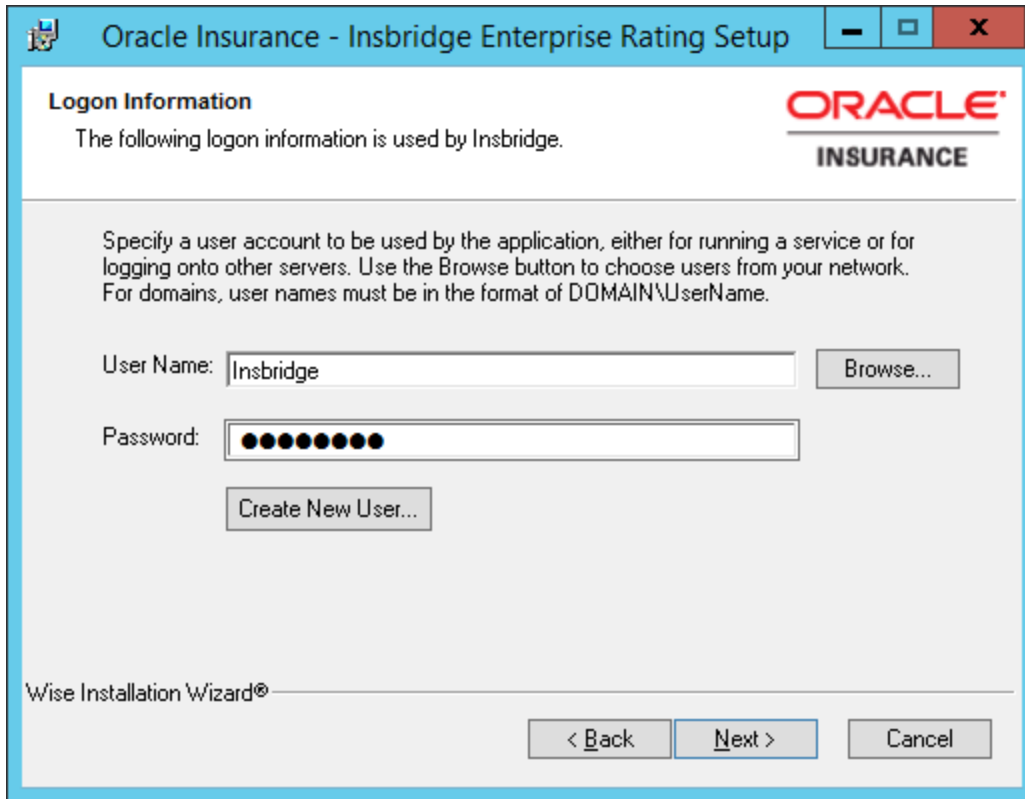 Oracle Insurance - Insbridge Enterprise Rating Setup
Logon Information
The following logon information is used by Insbridge.
ORACLE
INSURANCE
Specify a user account to be used by the application, either for running a service or for
logging onto other servers. Use the Browse button to choose users from your network.
For domains, user names must be in the format of DOMAIN\UserName.
User Name: Insbridge Browse...
Password: ●●●●●●●●
Create New User...
Wise Installation Wizard®
< Back Next > Cancel